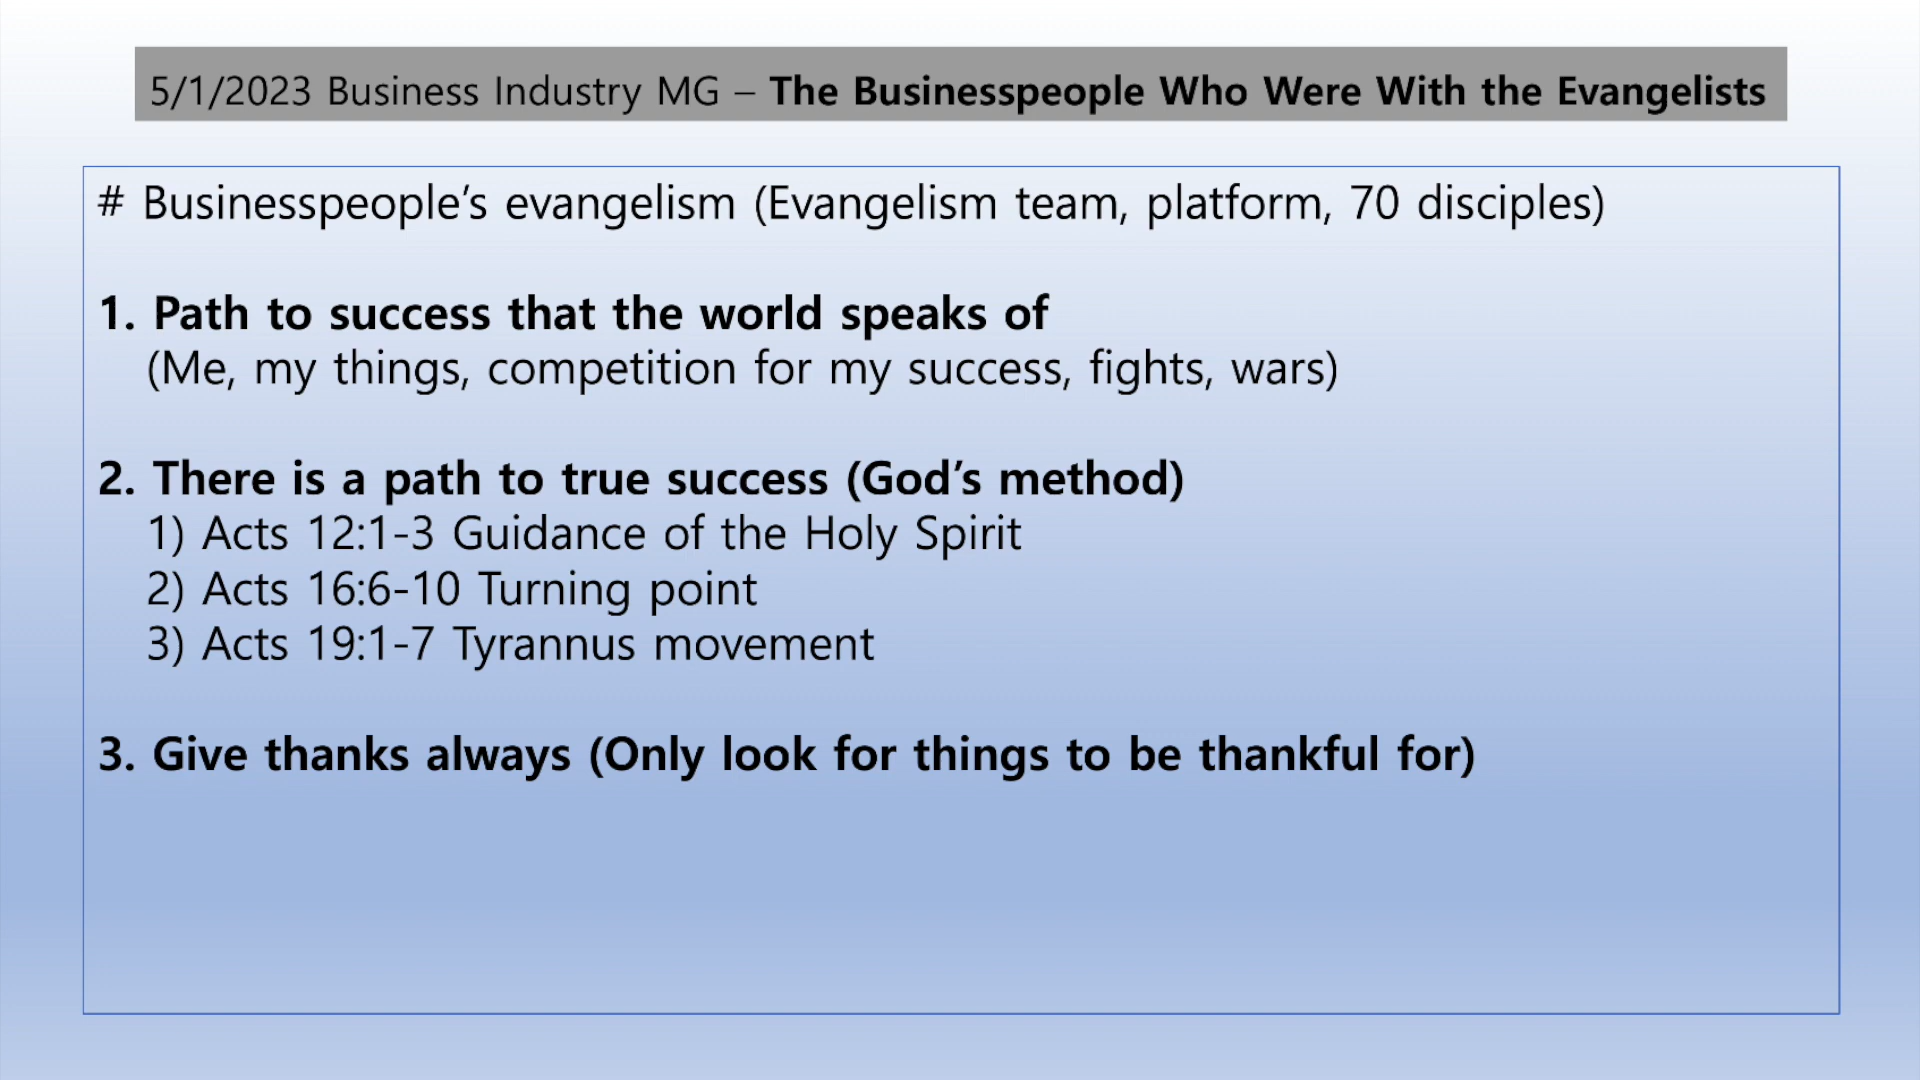 5/1/2023 Business Industry MG – The Businesspeople Who Were With the Evangelists
# Businesspeople’s evangelism (Evangelism team, platform, 70 disciples)
1. Path to success that the world speaks of
(Me, my things, competition for my success, fights, wars)
2. There is a path to true success (God’s method)
1) Acts 12:1-3 Guidance of the Holy Spirit
2) Acts 16:6-10 Turning point
3) Acts 19:1-7 Tyrannus movement
3. Give thanks always (Only look for things to be thankful for)